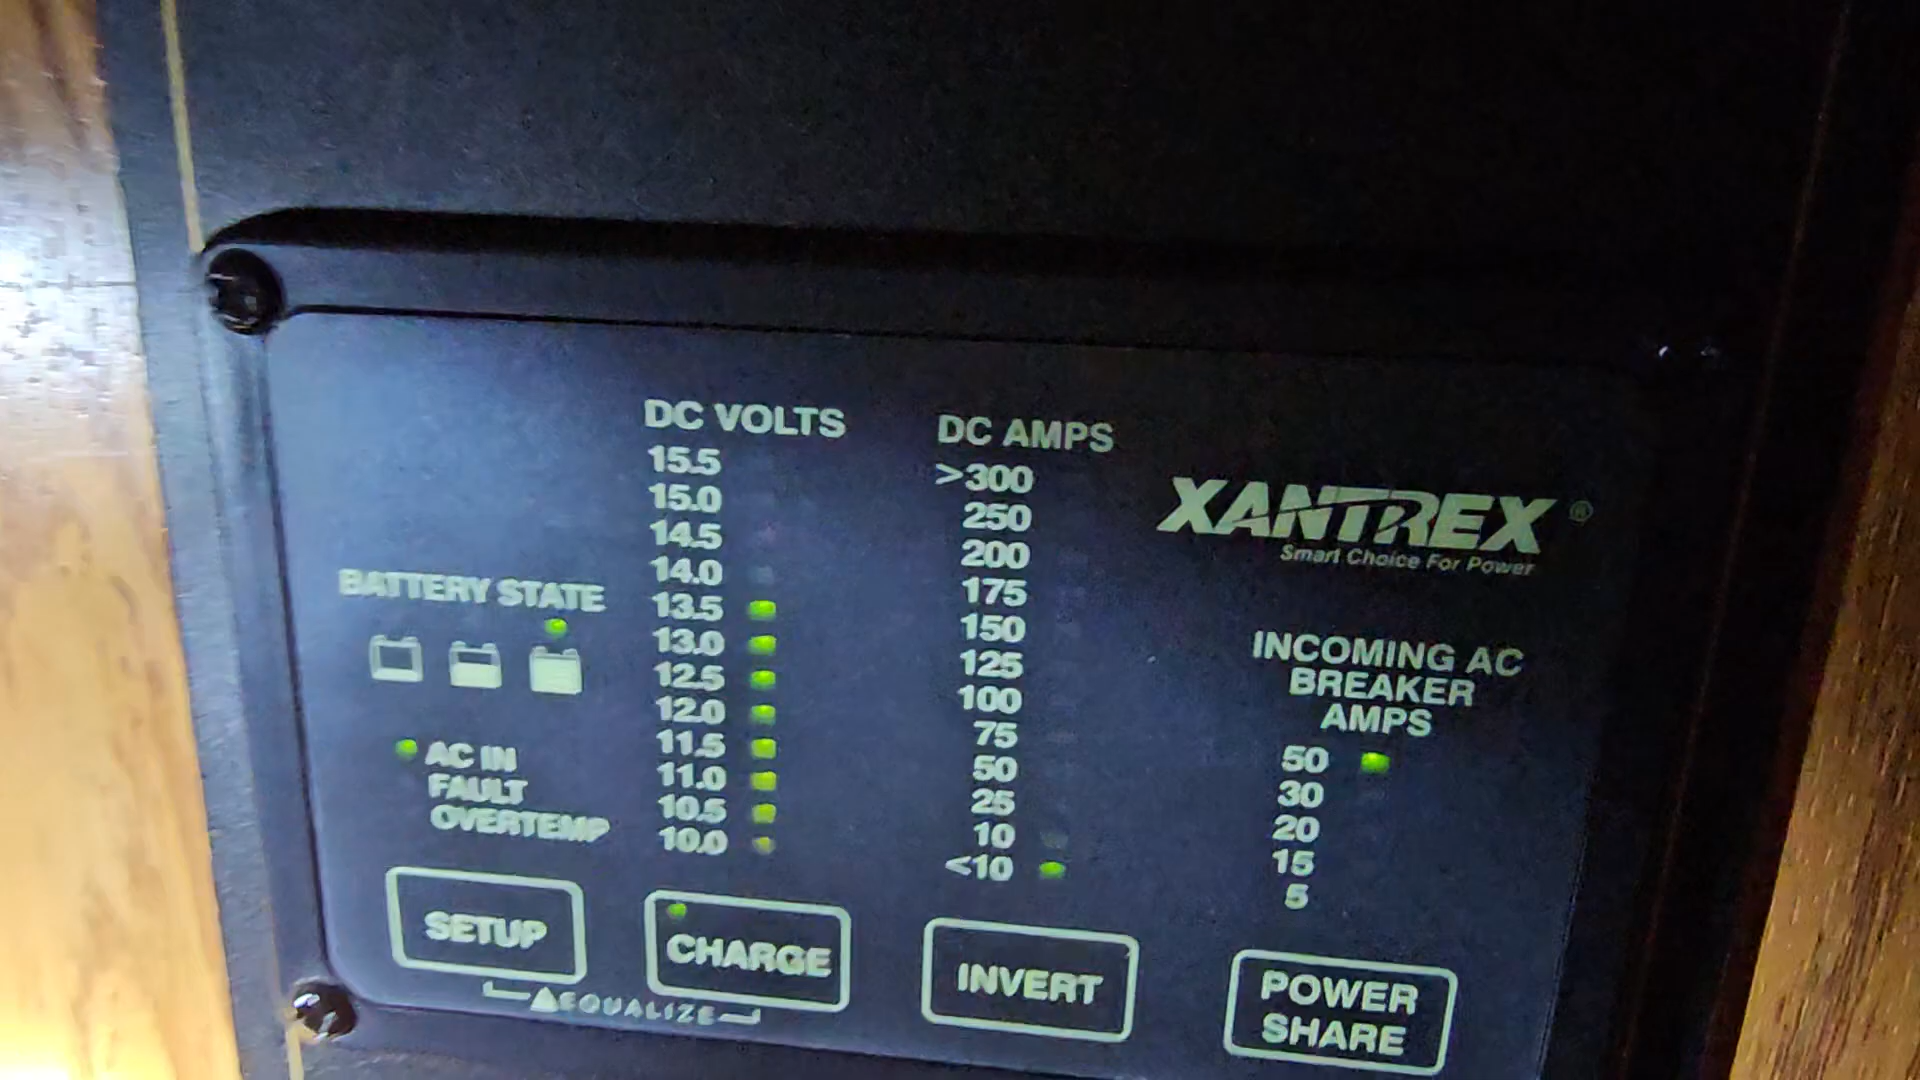 DC VOLTS
15.5
15.0
14.5
14.0
13.5
13.0
12.5
12.0
11.5
11.0
10.5
10.0
DC AMPS
>300
250
200
175
150
125
100
75
50
25
10
<10
XANTREX®
Smart Choice For Power
BATTERY STATE
AC IN
FAULT
OVERTEMP
INCOMING AC
BREAKER
AMPS
50
30
20
15
5
SETUP
CHARGE
EQUALIZE
INVERT
POWER
SHARE